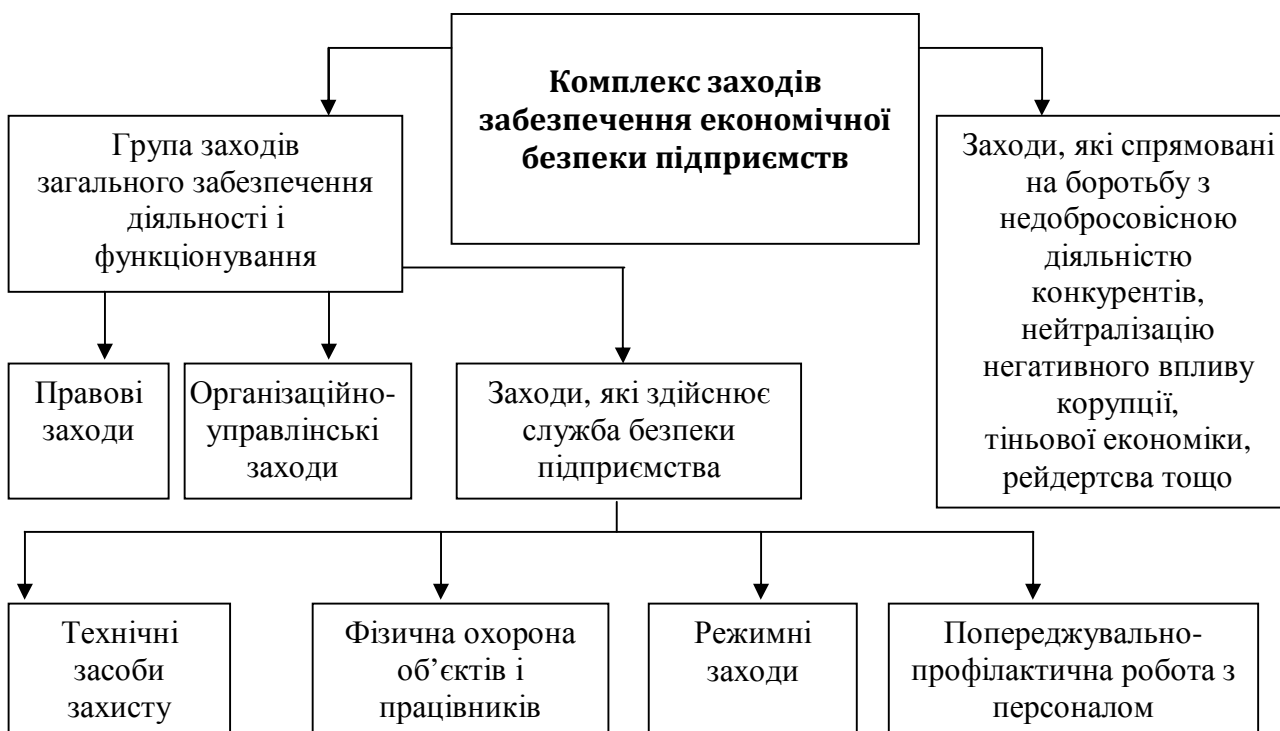 Комплекс заходів
забезпечення економічної
безпеки підприємств
Група заходів
загального забезпечення
діяльності і
функціонування
Заходи, які спрямовані
на боротьбу з
недобросовісною
діяльністю
конкурентів,
нейтралізацію
негативного впливу
корупції,
тіньової економіки,
рейдертсва тощо
Правові
заходи
Організаційно-
управлінські
заходи
Заходи, які здійснює
служба безпеки
підприємства
Технічні
засоби
захисту
Фізична охорона
об’єктів і
працівників
Режимні
заходи
Попереджувально-
профілактична робота з
персоналом